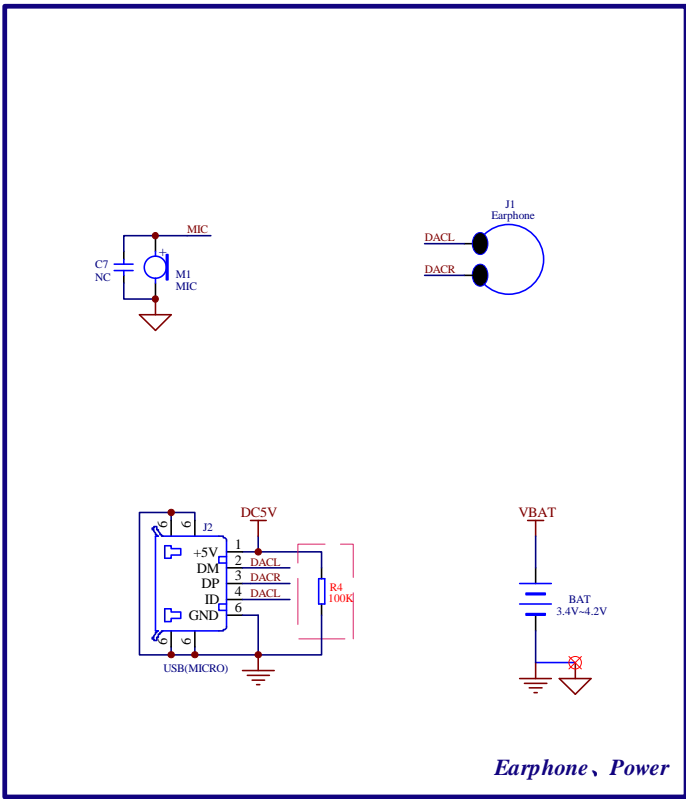 J1
Earphone
MIC
DACL
C7
NC
+
M1
MIC
DACR
DC5V
VBAT
6
6
J2
+5V
1
DM
2
DACL
DP
3
DACR
ID
4
DACL
GND
6
R4
100K
BAT
3.4V~4.2V
6
6
USB(MICRO)
Earphone、Power